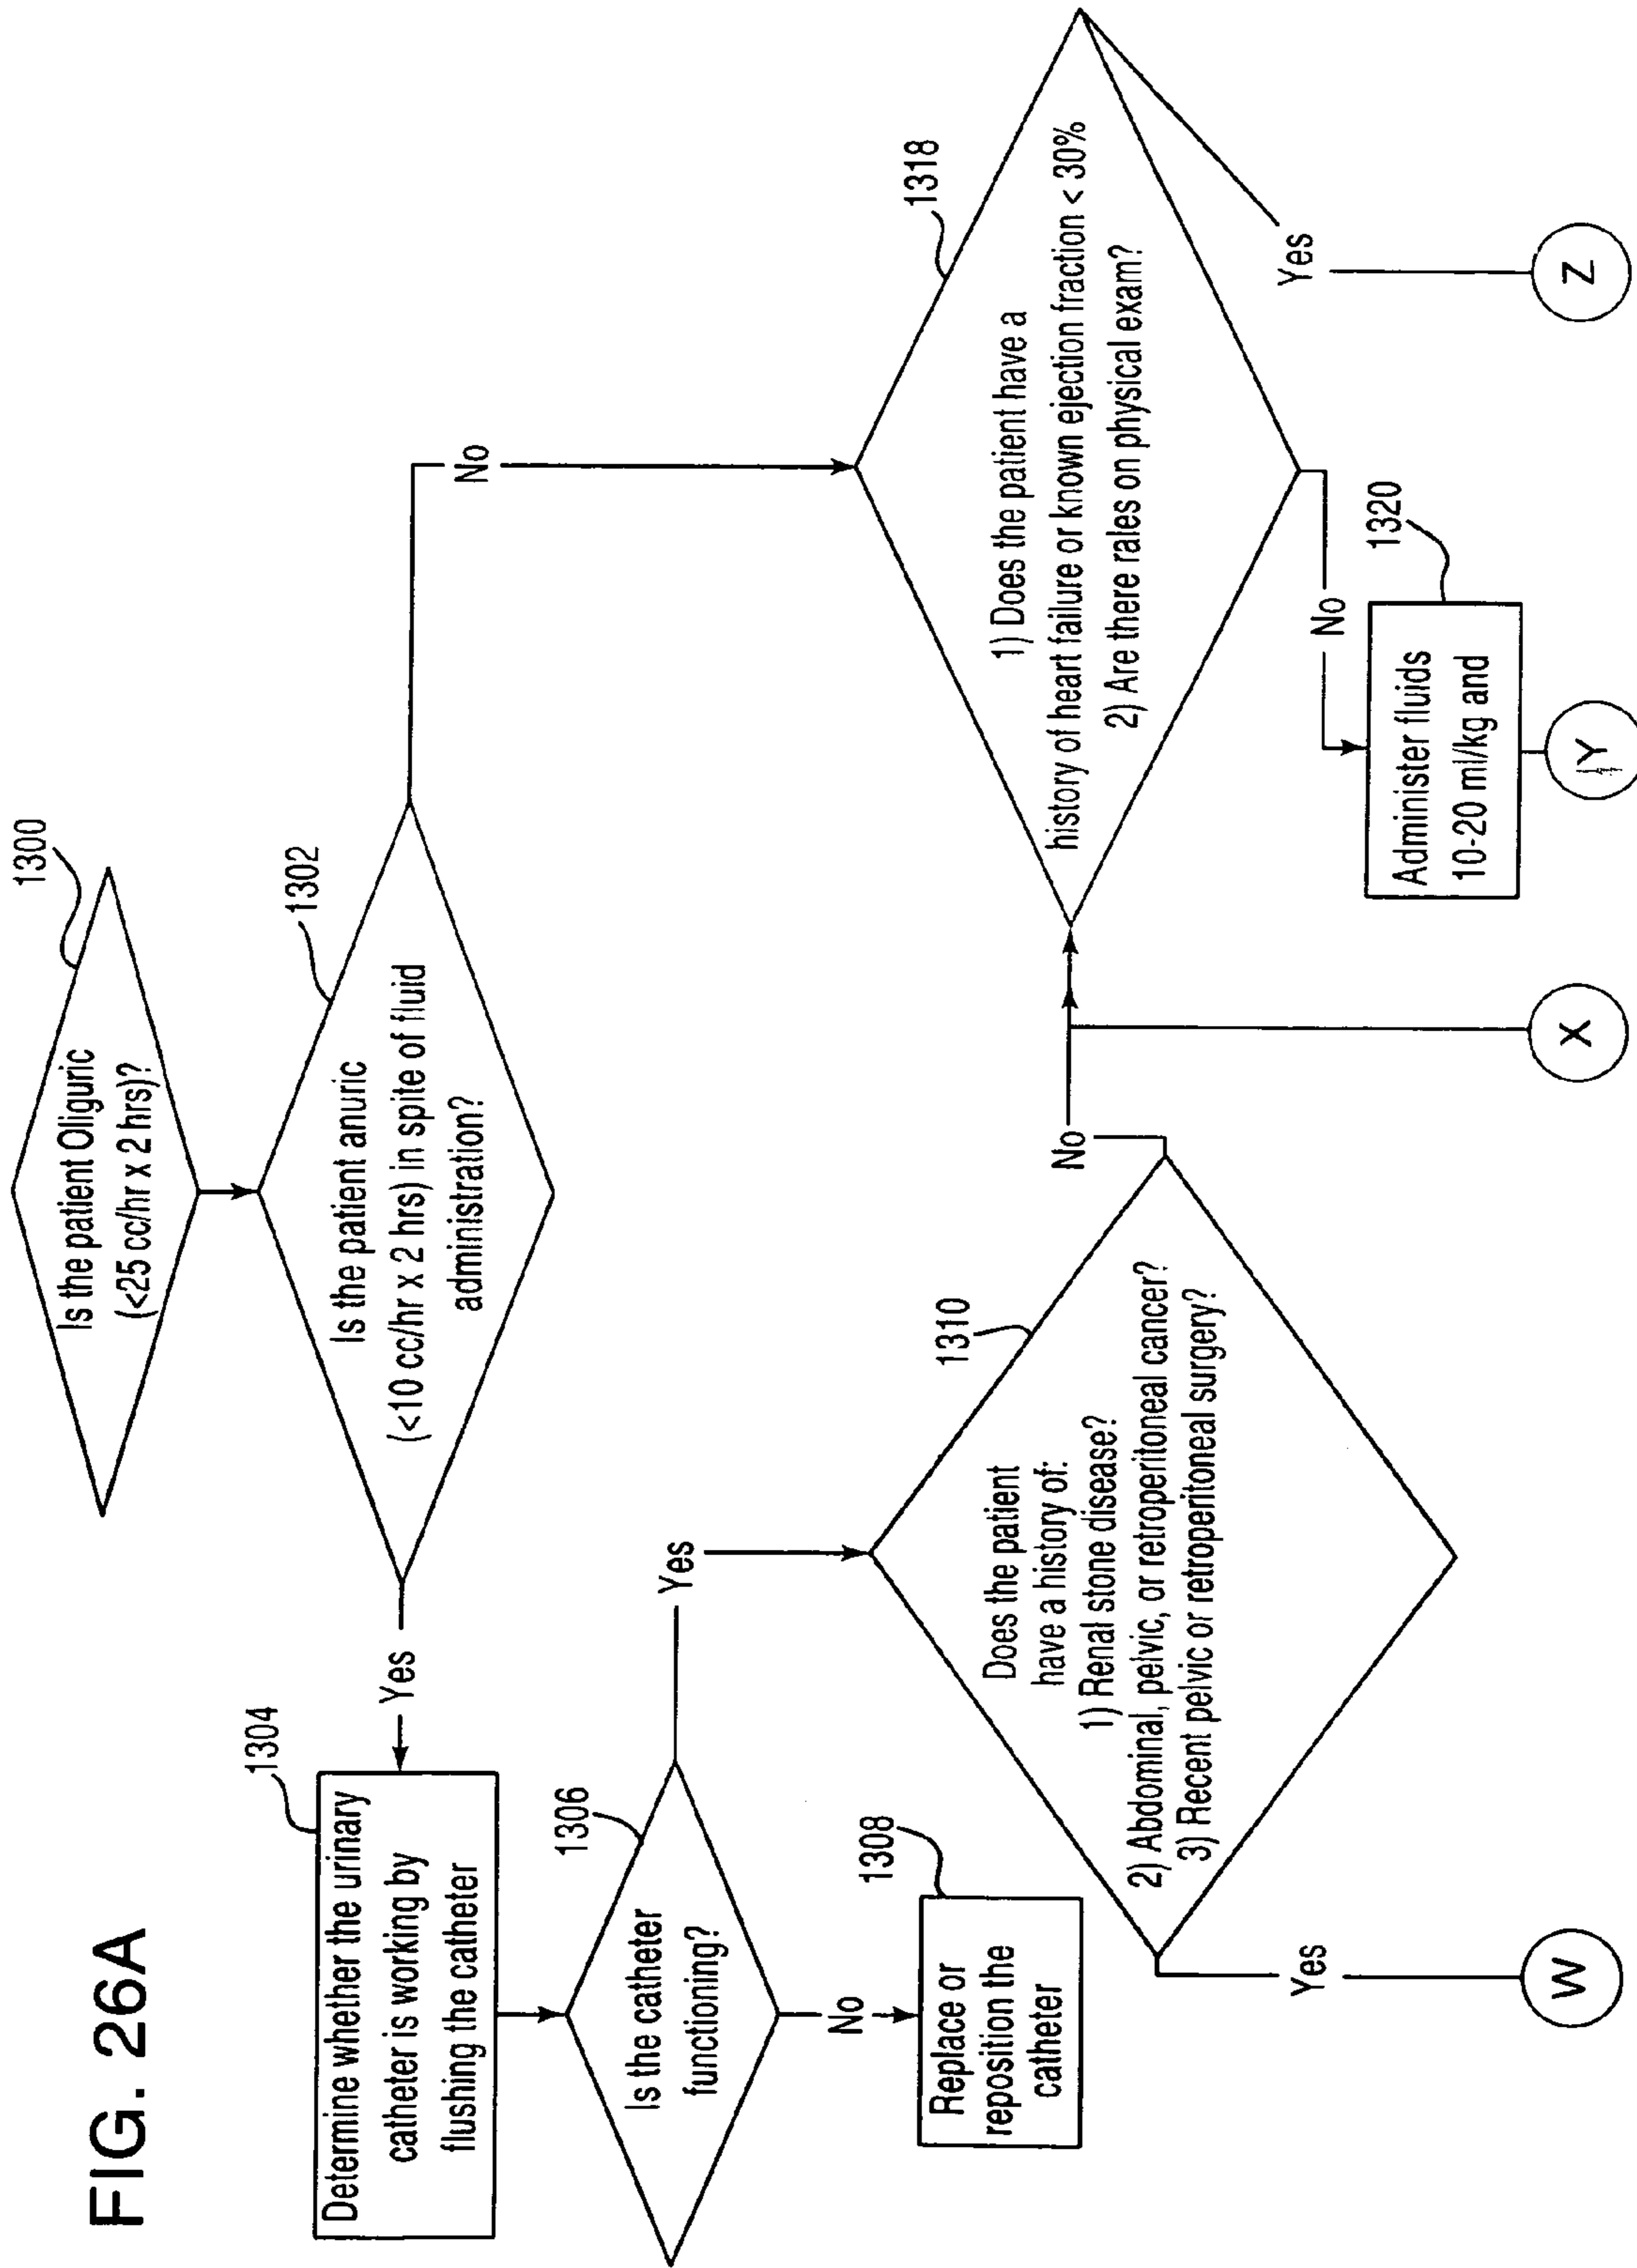 FIG. 26A
1300
Is the patient Oliguric
(<25 cc/hr x 2 hrs)?
1302
Is the patient anuric
(<10 cc/hr x 2 hrs) in spite of fluid
administration?
Yes
No
1304
Determine whether the urinary
catheter is working by
flushing the catheter
1306
Is the catheter
functioning?
Yes
No
1308
Replace or
reposition the
catheter
1310
Does the patient
have a history of:
1) Renal stone disease?
2) Abdominal, pelvic, or retroperitoneal cancer?
3) Recent pelvic or retroperitoneal surgery?
Yes
No
1318
1) Does the patient have a
history of heart failure or known ejection fraction < 30%
2) Are there rales on physical exam?
No
Yes
1320
Administer fluids
10-20 ml/kg and
W
X
Y
Z